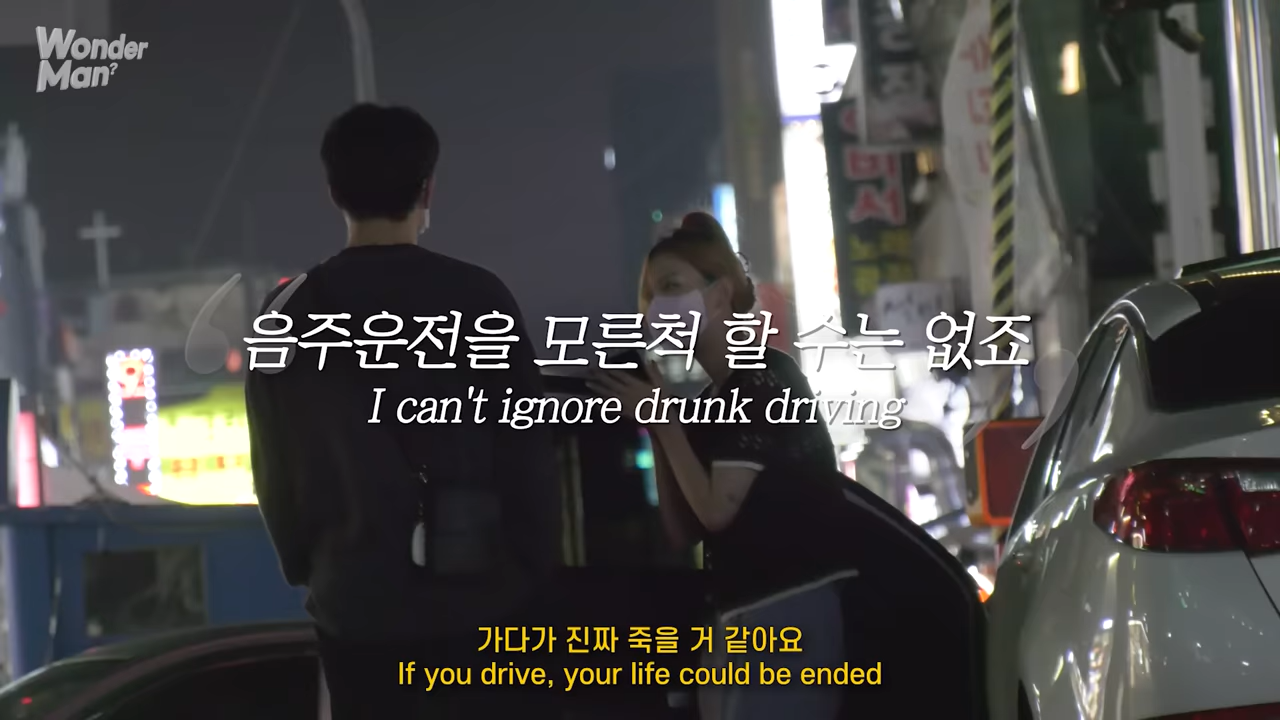 Wonder
Man?
비서
“음주운전을 모른척 할 수는 없죠”
I can't ignore drunk driving
가다가 진짜 죽을 거 같아요
If you drive, your life could be ended